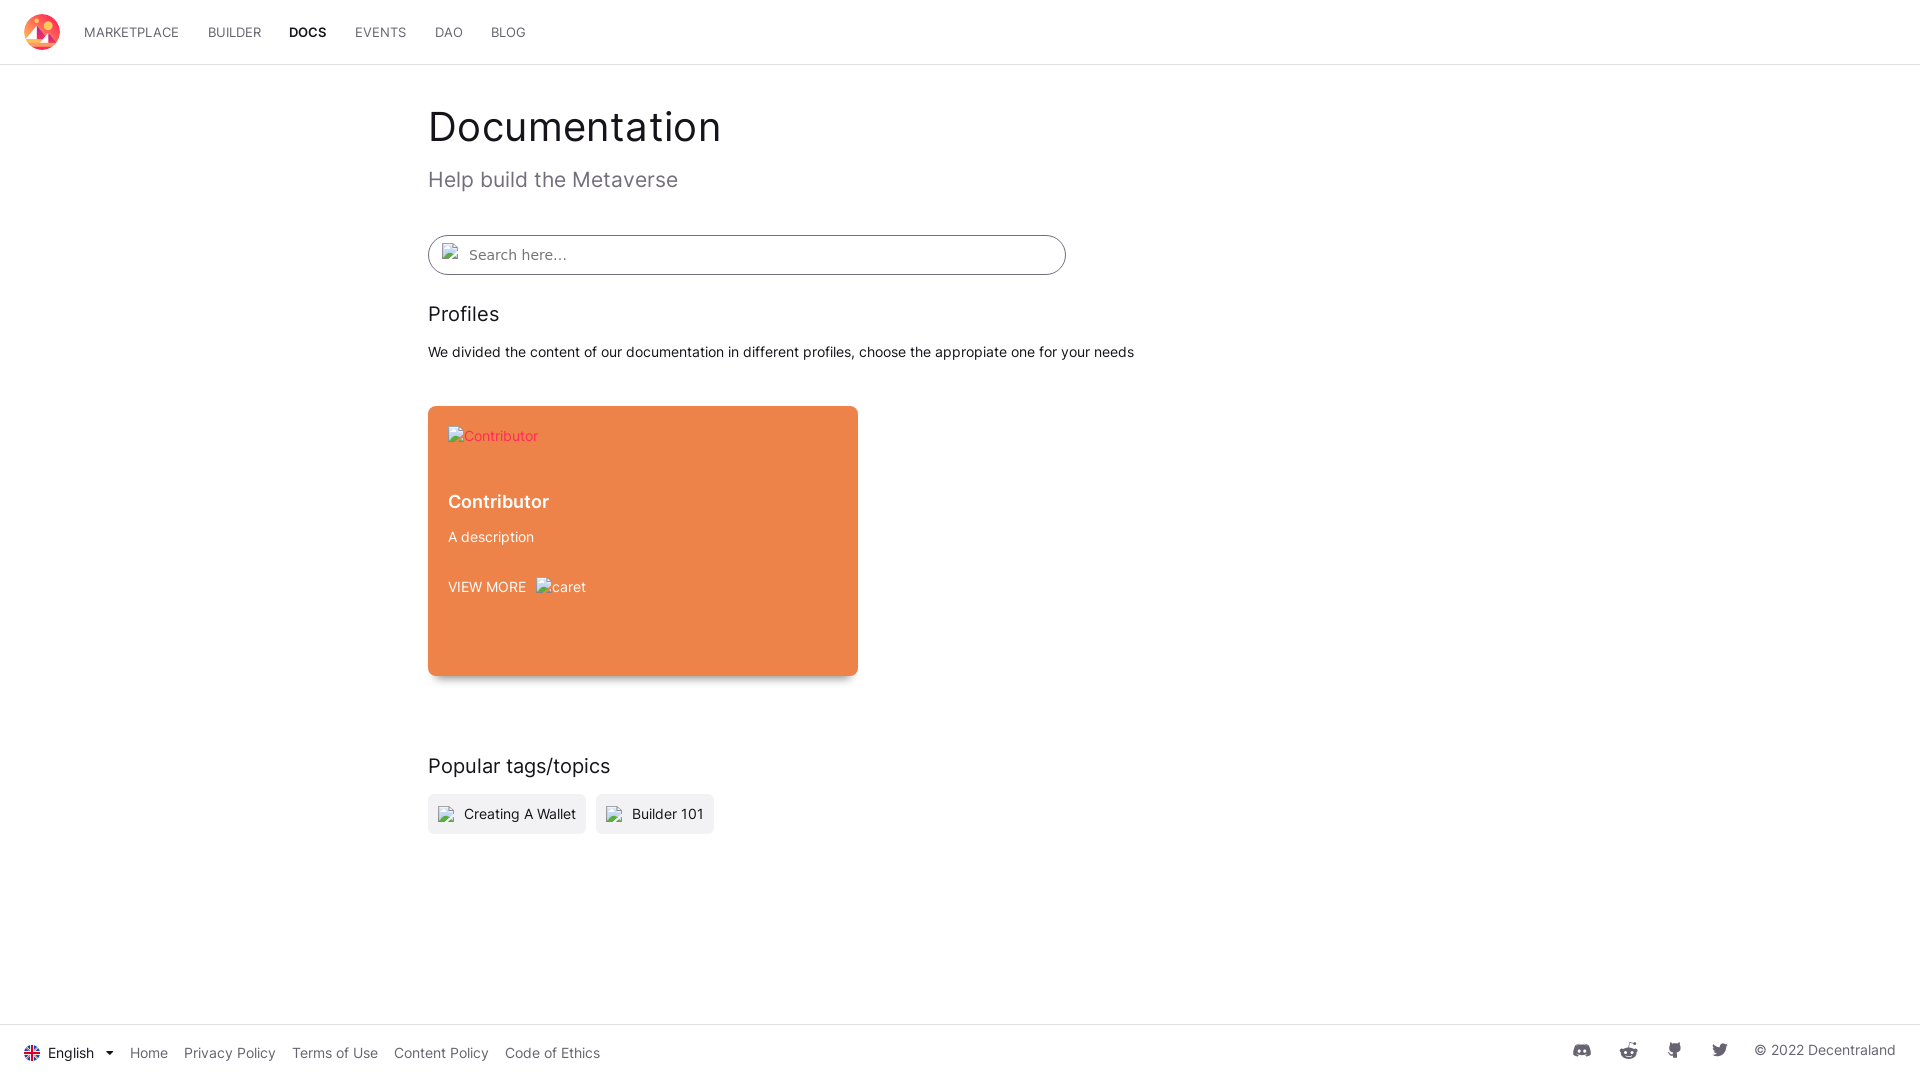 MARKETPLACE BUILDER DOCS EVENTS DAO BLOG
Documentation
Help build the Metaverse
Search here...
Profiles
We divided the content of our documentation in different profiles, choose the appropiate one for your needs
Contributor
Contributor
A description
VIEW MORE caret
Popular tags/topics
Creating A Wallet Builder 101
English Home Privacy Policy Terms of Use Content Policy Code of Ethics © 2022 Decentraland